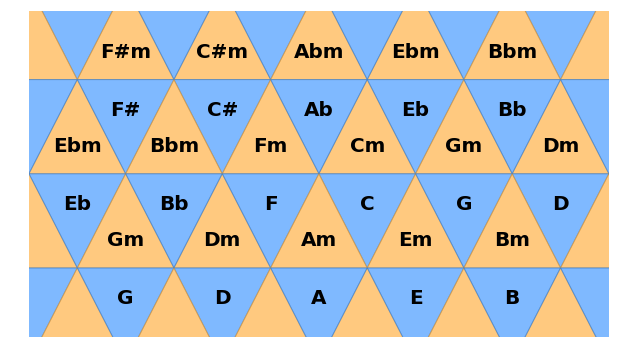 F#m C#m Abm Ebm Bbm
F# C# Ab Eb Bb
Ebm Bbm Fm Cm Gm Dm
Eb Bb F C G D
Gm Dm Am Em Bm
G D A E B